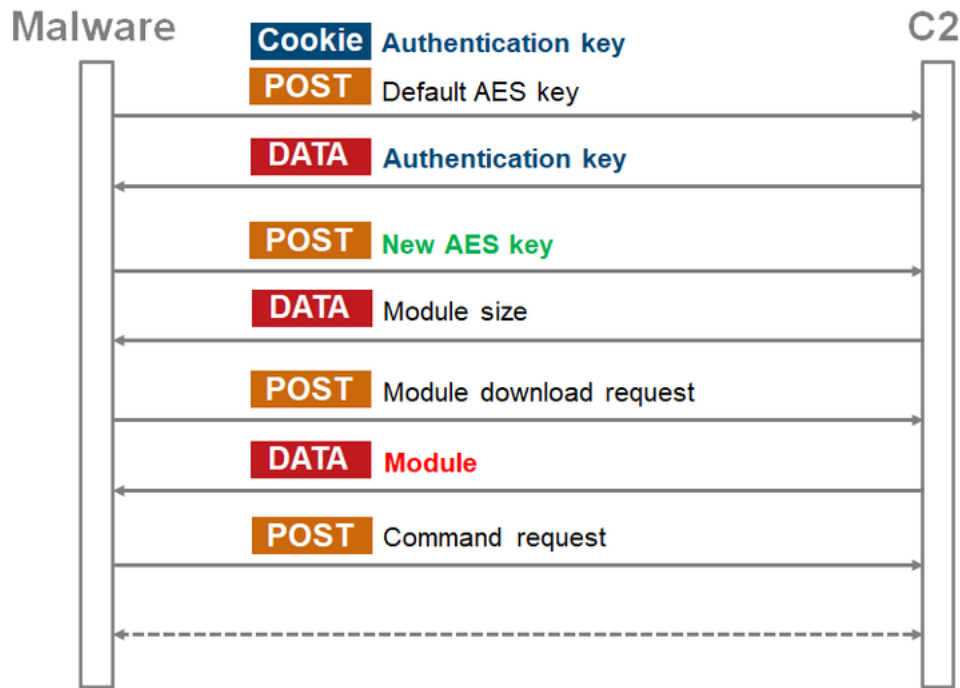 Malware C2
Cookie Authentication key
POST Default AES key
DATA Authentication key
POST New AES key
DATA Module size
POST Module download request
DATA Module
POST Command request